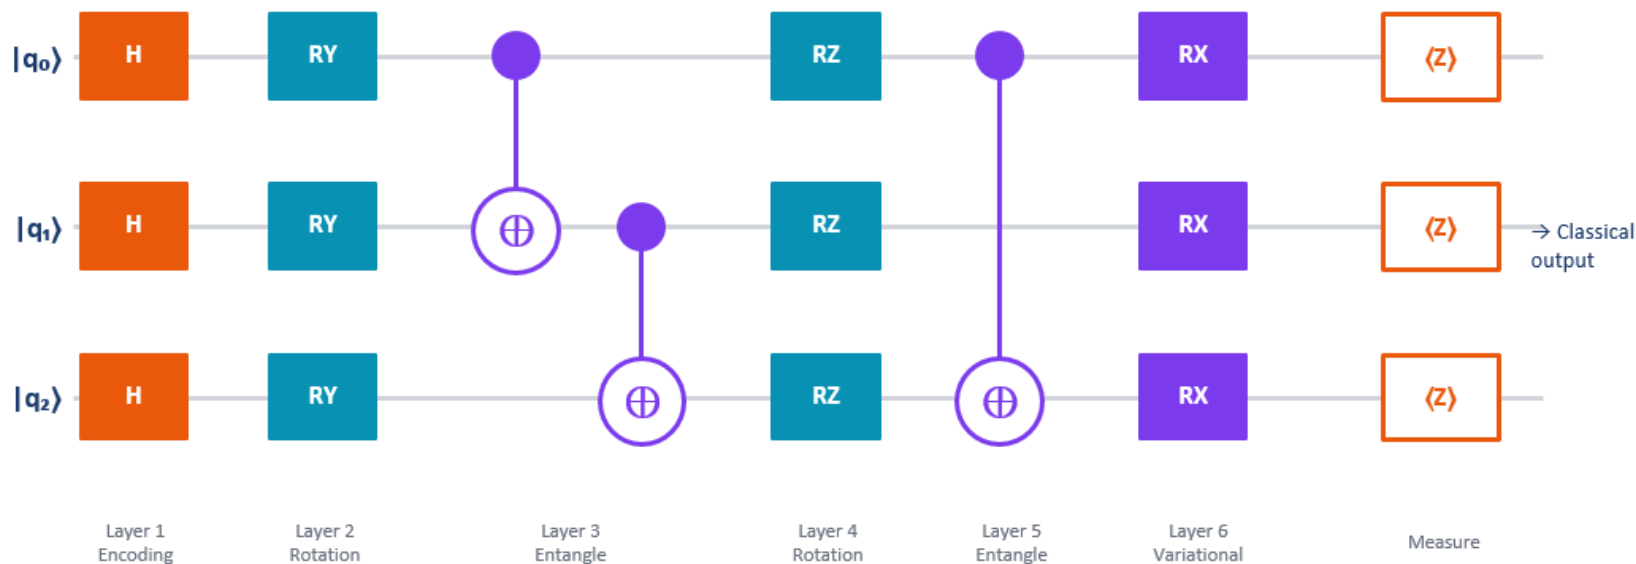 |q₀⟩ H RY RZ RX ⟨Z⟩
|q₁⟩ H RY ⊕ RZ RX ⟨Z⟩ → Classical
output
|q₂⟩ H RY ⊕ RZ ⊕ RX ⟨Z⟩
Layer 1 Layer 2 Layer 3 Layer 4 Layer 5 Layer 6
Encoding Rotation Entangle Rotation Entangle Variational Measure